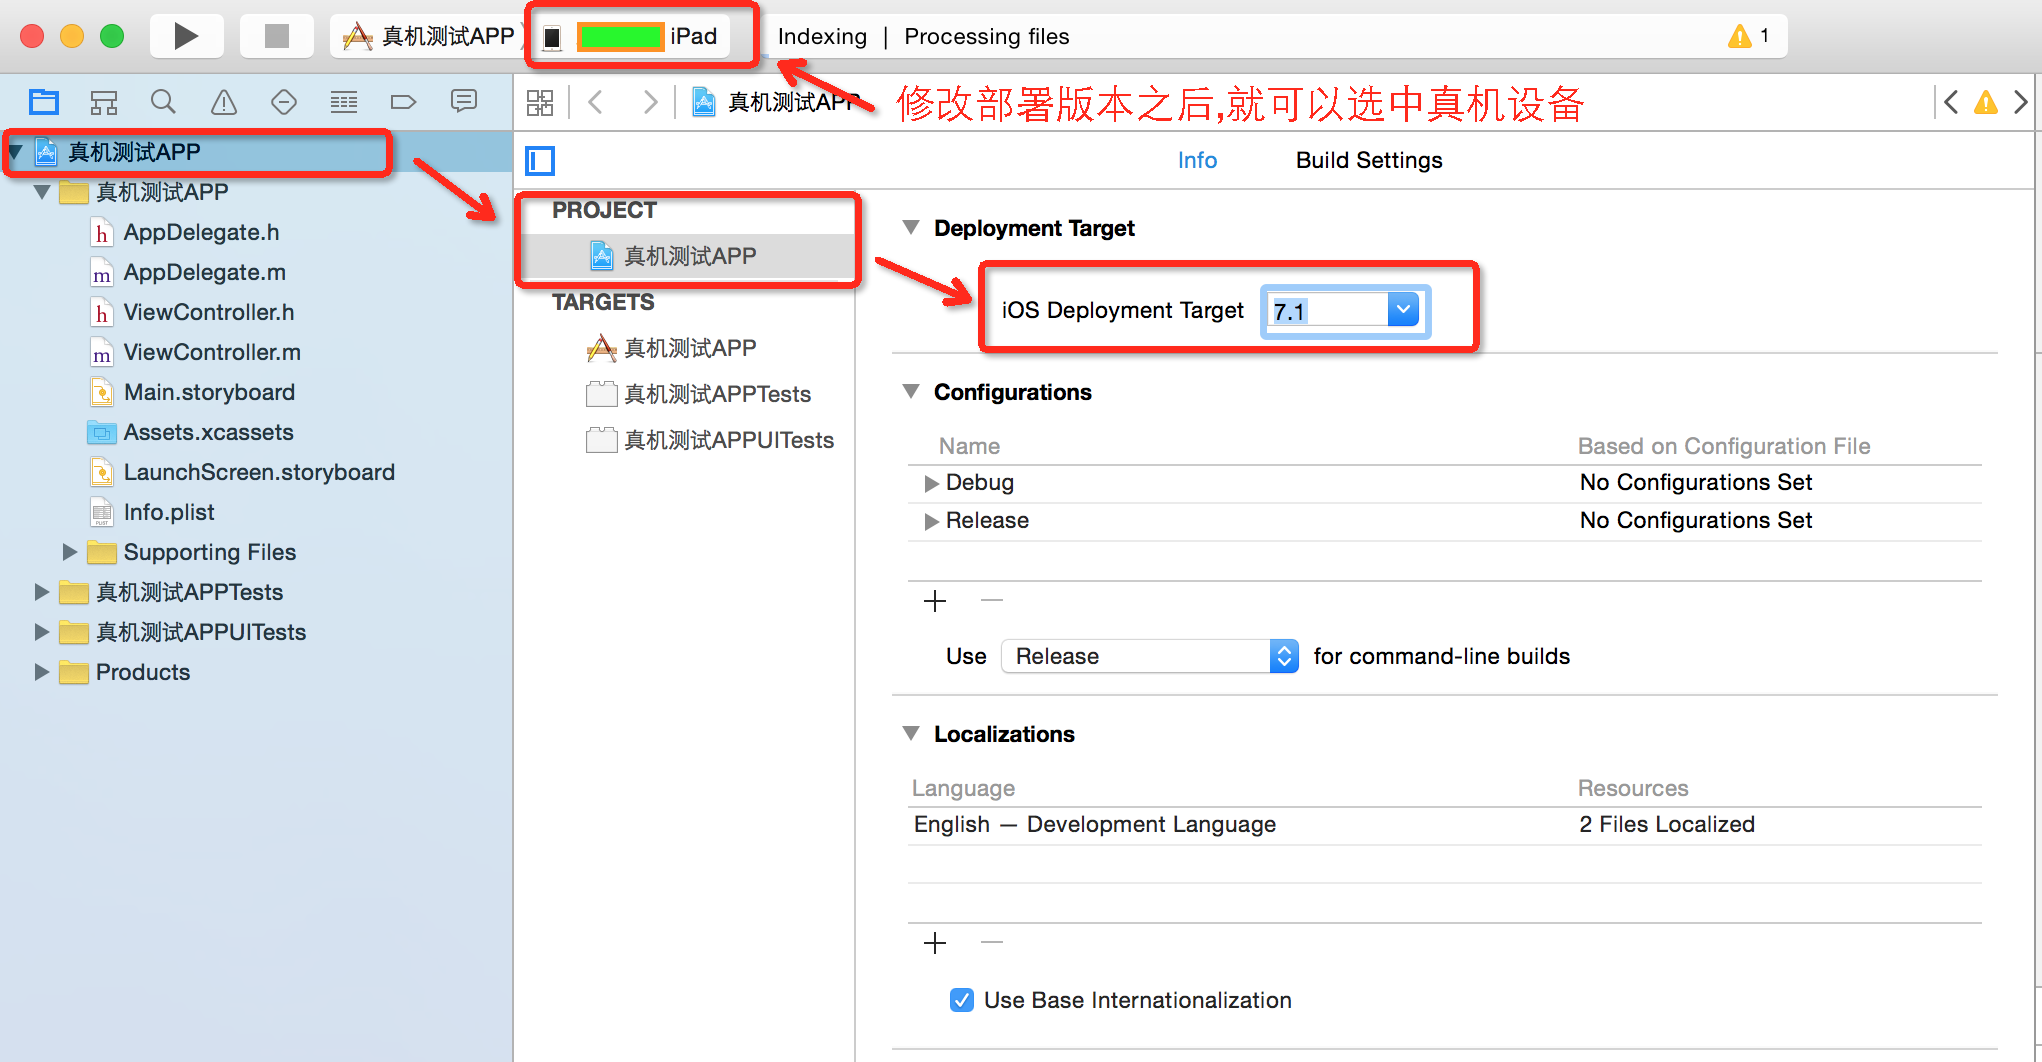 真机测试APP
iPad
Indexing | Processing files
1
真机测试APP
修改部署版本之后,就可以选中真机设备
真机测试APP
真机测试APP
AppDelegate.h
AppDelegate.m
ViewController.h
ViewController.m
Main.storyboard
Assets.xcassets
LaunchScreen.storyboard
Info.plist
Supporting Files
真机测试APPTests
真机测试APPUITests
Products
PROJECT
真机测试APP
TARGETS
真机测试APP
真机测试APPTests
真机测试APPUITests
Info
Build Settings
Deployment Target
iOS Deployment Target 7.1
Configurations
Name Based on Configuration File
Debug No Configurations Set
Release No Configurations Set
Use Release for command-line builds
Localizations
Language Resources
English — Development Language 2 Files Localized
Use Base Internationalization